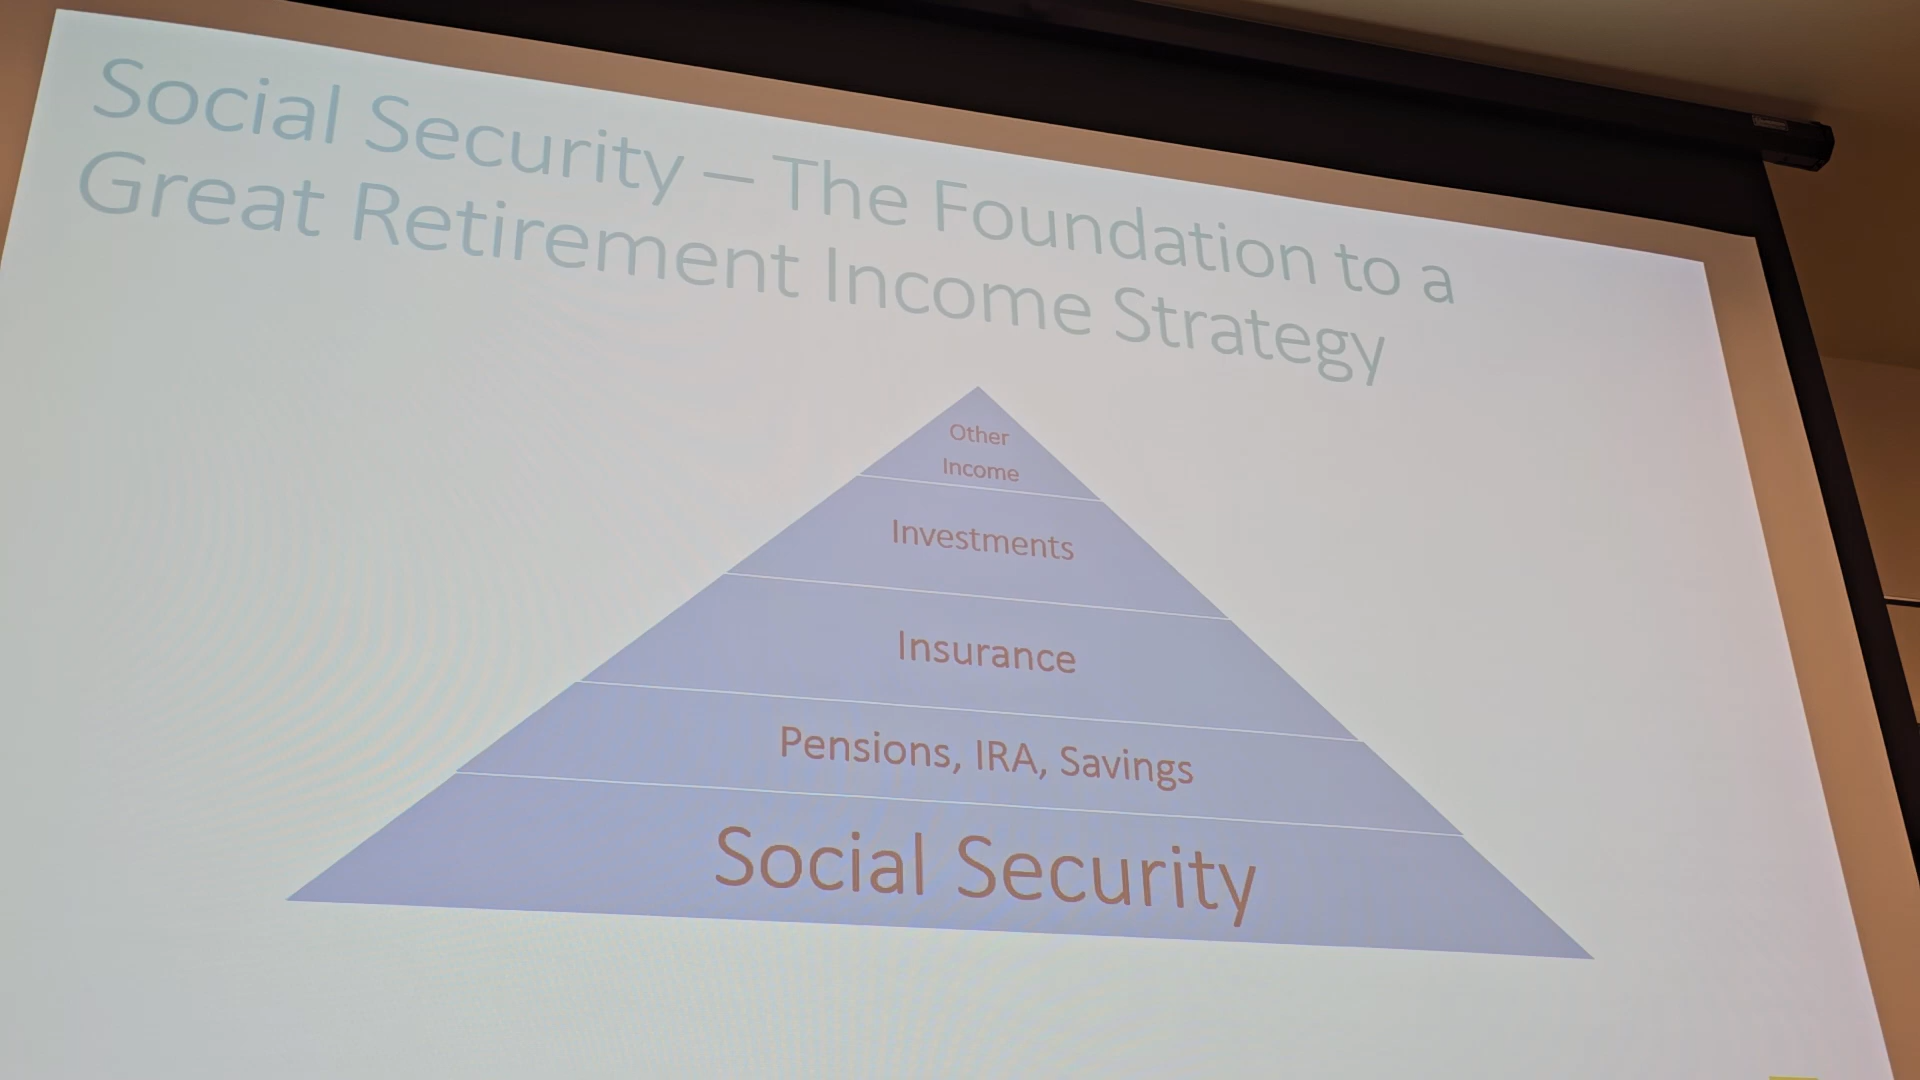 Social Security – The Foundation to a
Great Retirement Income Strategy
Other
Income
Investments
Insurance
Pensions, IRA, Savings
Social Security